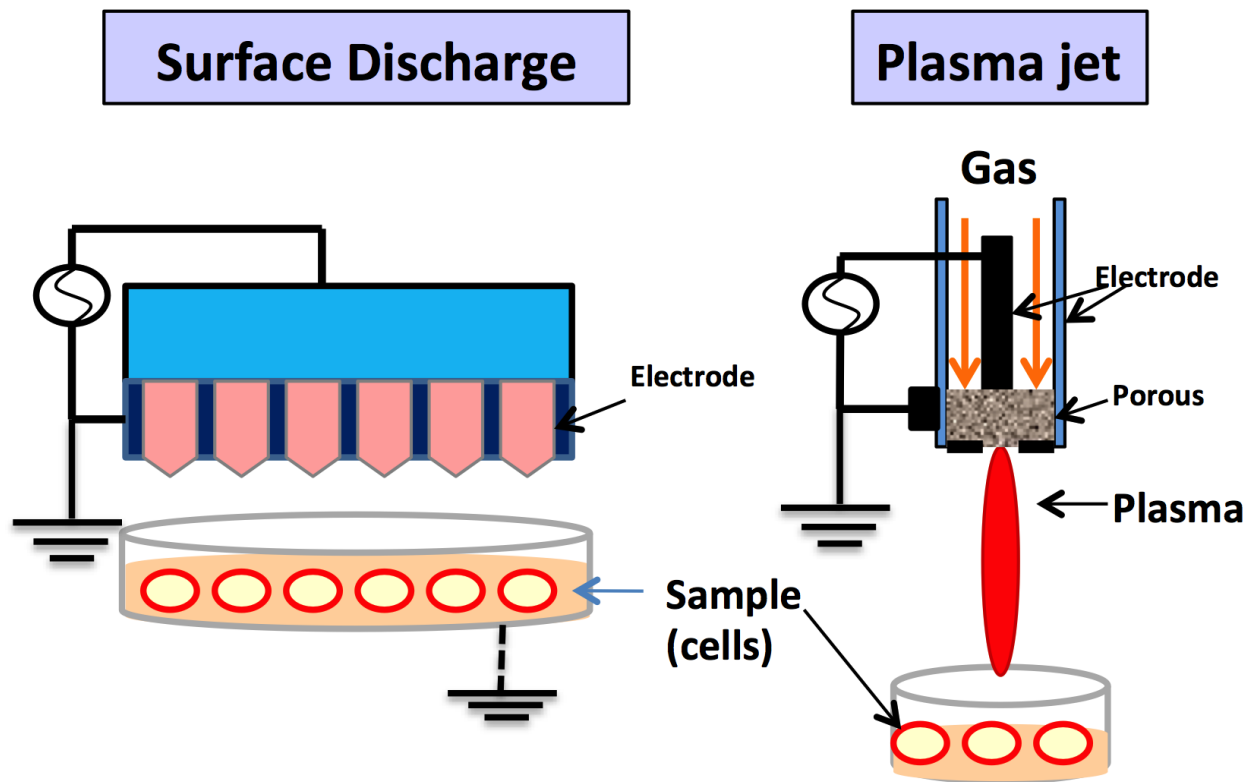 Surface Discharge
Plasma jet
Gas
Electrode
Electrode
Porous
Plasma
Sample
(cells)